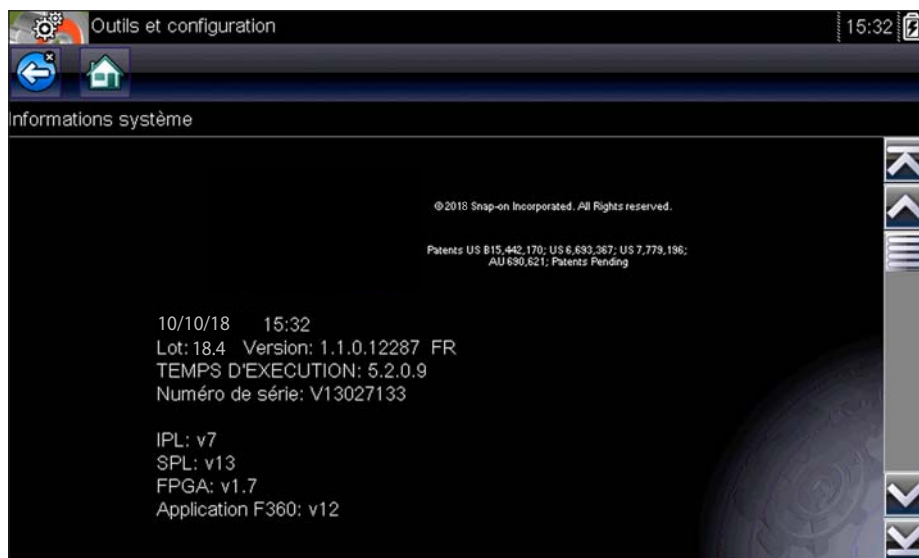 Outils et configuration
15:32
Informations système
©2018 Snap-on Incorporated. All Rights reserved.
Patents US B15,442,170; US 6,693,367; US 7,779,196;
AU 690,621; Patents Pending
10/10/18 15:32
Lot: 18.4 Version: 1.1.0.12287 FR
TEMPS D'EXECUTION: 5.2.0.9
Numéro de série: V13027133
IPL: v7
SPL: v13
FPGA: v1.7
Application F360: v12